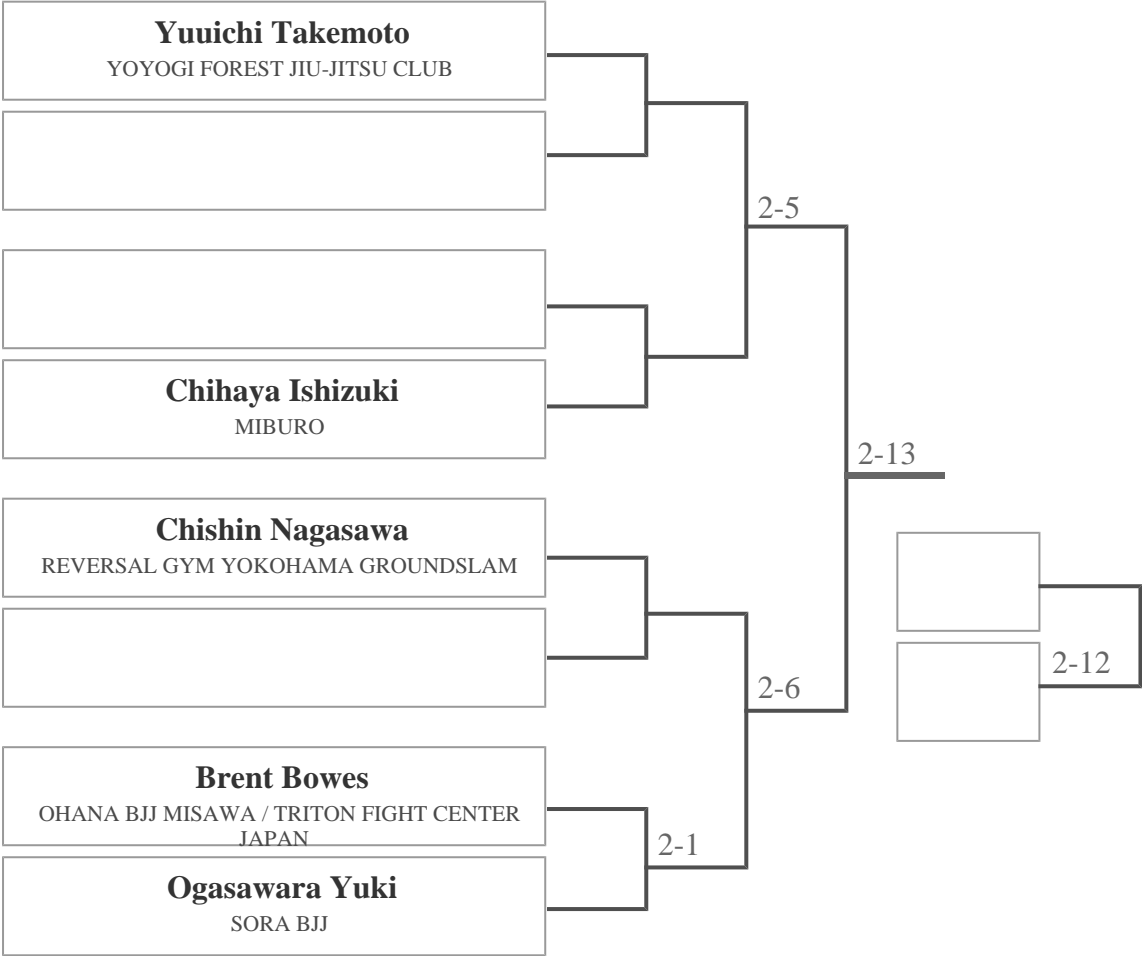 Yuuichi Takemoto
YOYOGI FOREST JIU-JITSU CLUB
2-5
Chihaya Ishizuki
MIBURO
2-13
Chishin Nagasawa
REVERSAL GYM YOKOHAMA GROUNDSLAM
2-12
2-6
Brent Bowes
OHANA BJJ MISAWA / TRITON FIGHT CENTER
JAPAN
2-1
Ogasawara Yuki
SORA BJJ